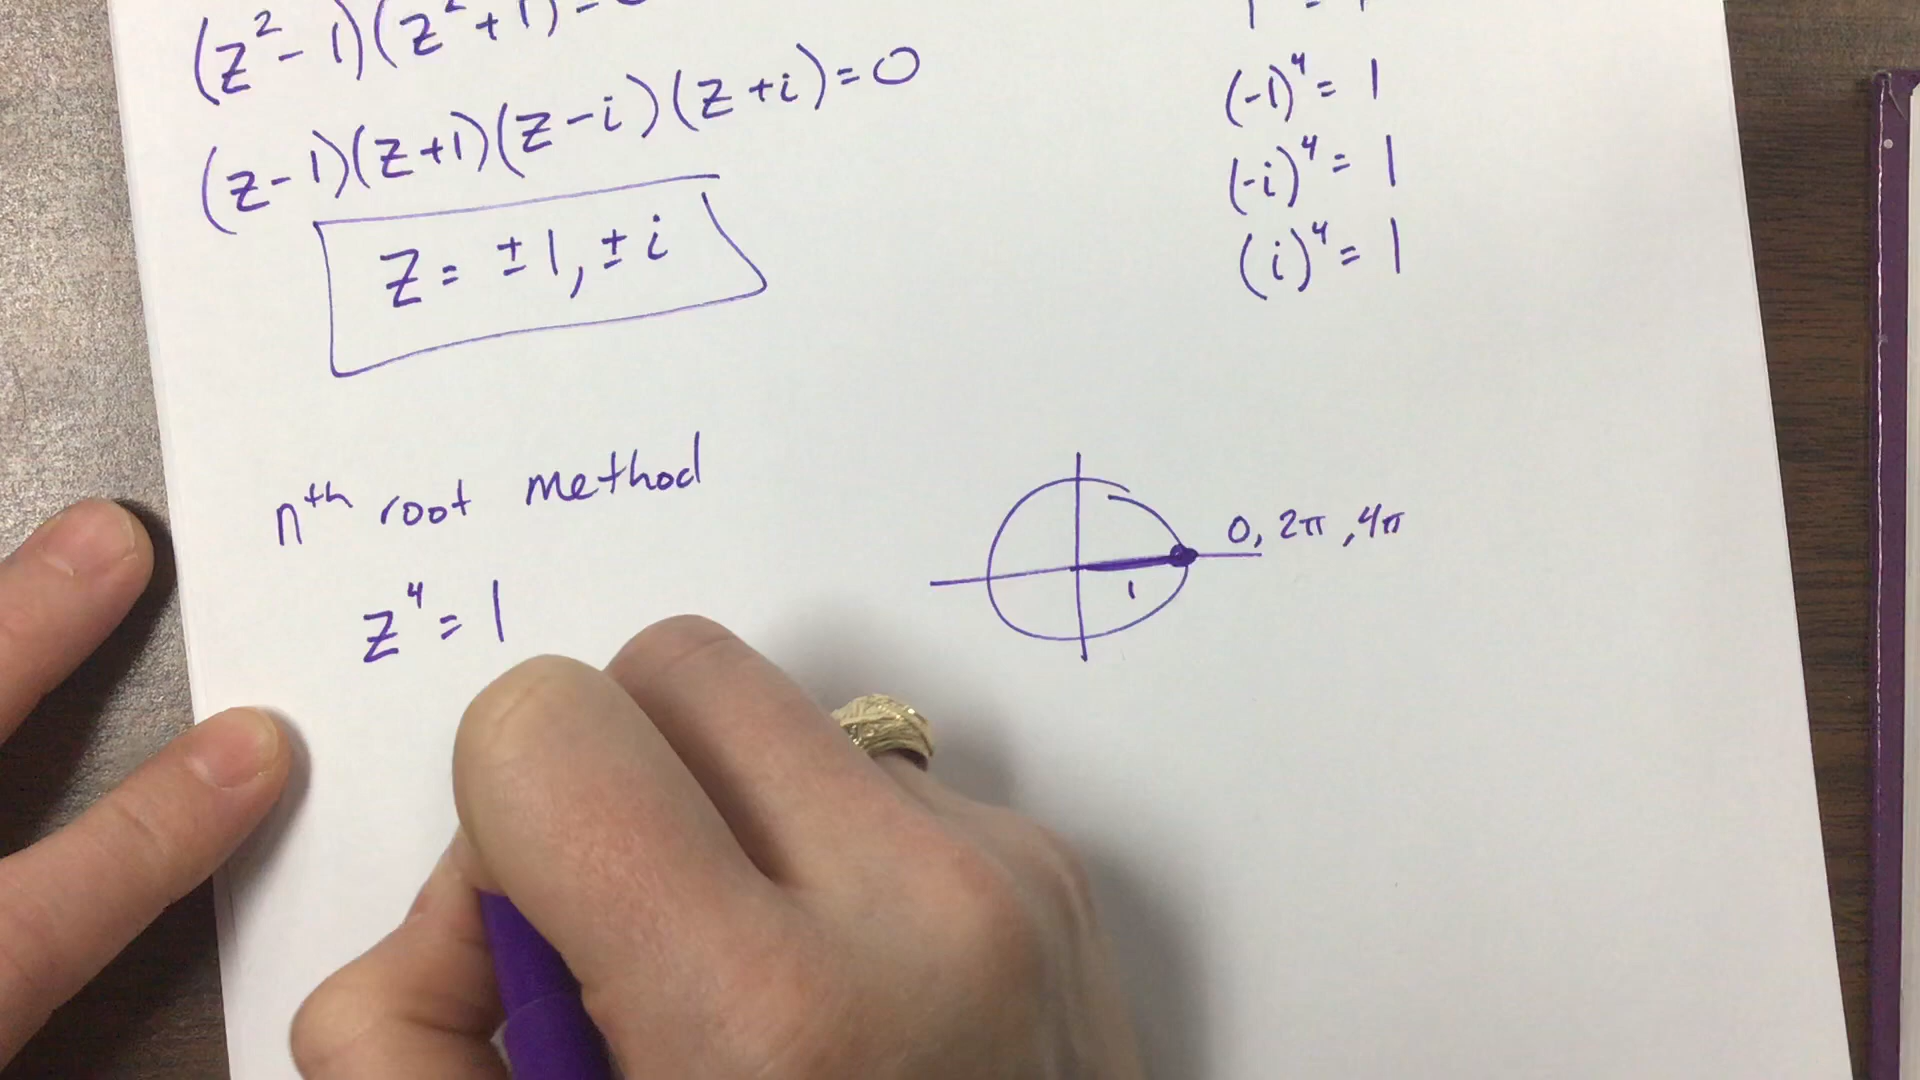 (z²-1)(z²+1)=0
(z-1)(z+1)(z-i)(z+i)=0
z= ±1, ±i
(-1)⁴= 1
(-i)⁴= 1
(i)⁴= 1
nᵗʰ root method
z⁴= 1
0, 2π, 4π
1